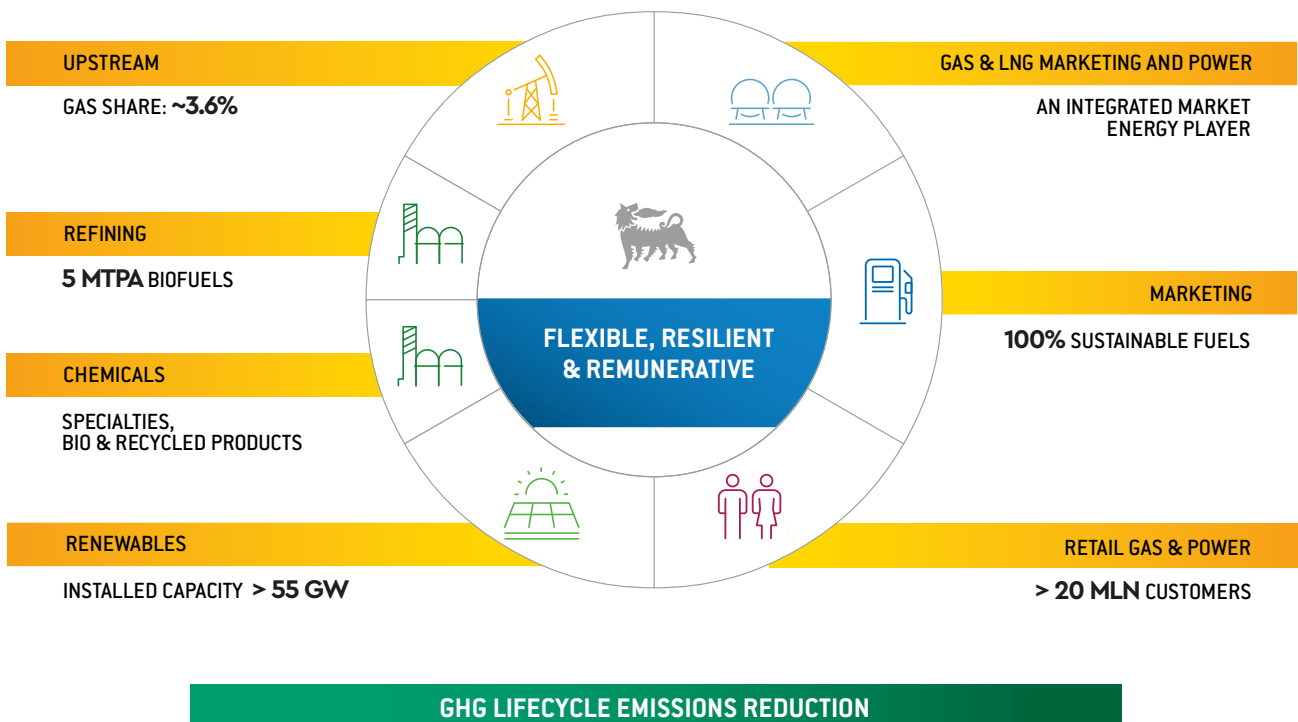 UPSTREAM
GAS SHARE: ~3.6%
REFINING
5 MTPA BIOFUELS
CHEMICALS
SPECIALTIES,
BIO & RECYCLED PRODUCTS
RENEWABLES
INSTALLED CAPACITY > 55 GW
FLEXIBLE, RESILIENT
& REMUNERATIVE
GAS & LNG MARKETING AND POWER
AN INTEGRATED MARKET
ENERGY PLAYER
MARKETING
100% SUSTAINABLE FUELS
RETAIL GAS & POWER
> 20 MLN CUSTOMERS
GHG LIFECYCLE EMISSIONS REDUCTION